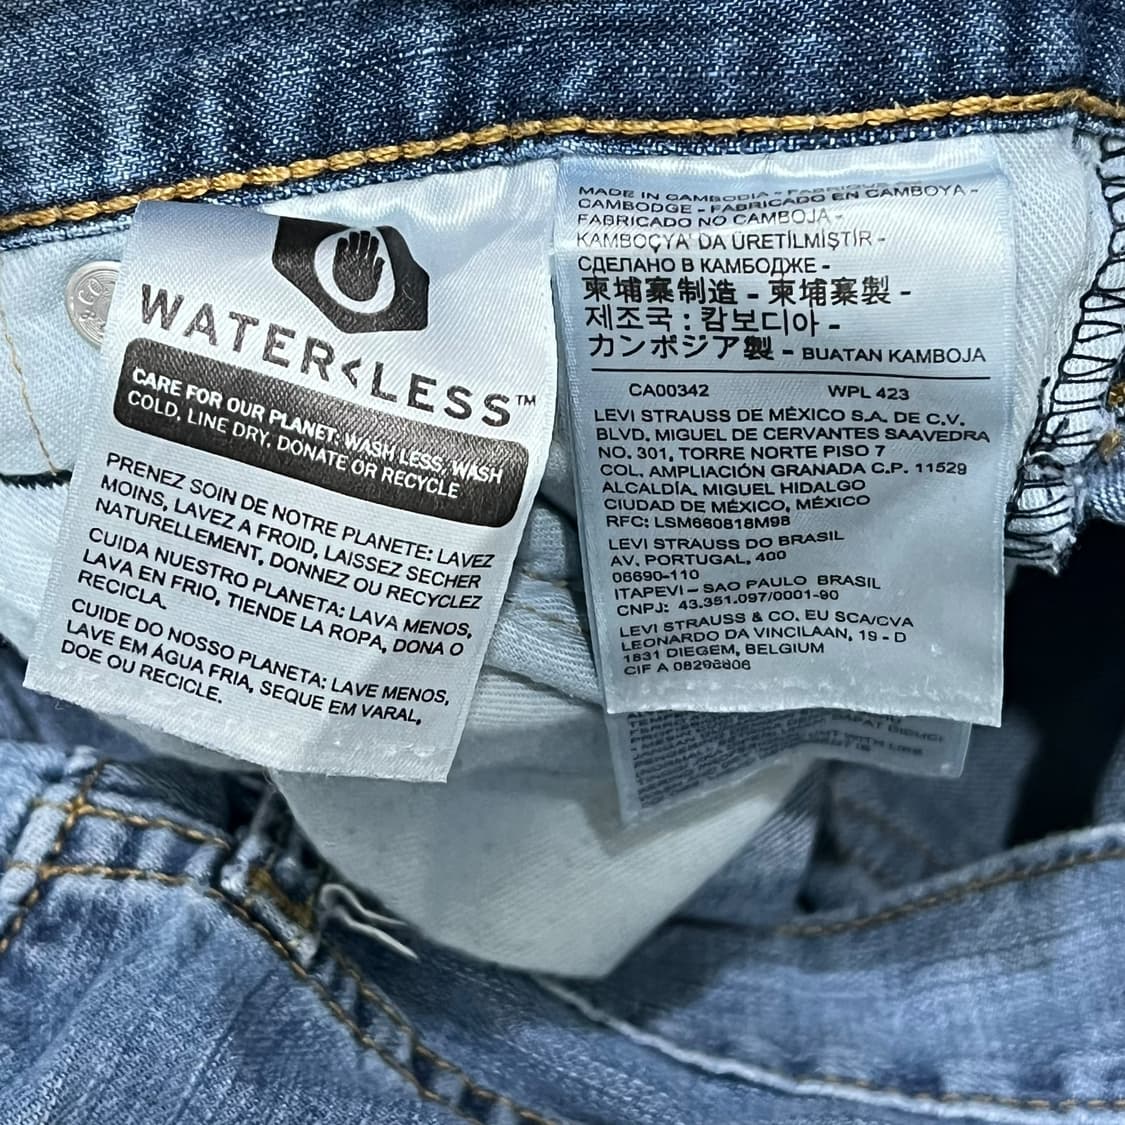 WATER<LESS™
CARE FOR OUR PLANET: WASH LESS, WASH
COLD, LINE DRY, DONATE OR RECYCLE
PRENEZ SOIN DE NOTRE PLANETE: LAVEZ
MOINS, LAVEZ A FROID, LAISSEZ SECHER
NATURELLEMENT, DONNEZ OU RECYCLEZ
CUIDA NUESTRO PLANETA: LAVA MENOS,
LAVA EN FRIO, TIENDE LA ROPA, DONA O
RECICLA.
CUIDE DO NOSSO PLANETA: LAVE MENOS,
LAVE EM ÁGUA FRIA, SEQUE EM VARAL,
DOE OU RECICLE.
MADE IN CAMBODIA - FABRIQUÉ AU
CAMBODGE - FABRICADO EN CAMBOYA -
FABRICADO NO CAMBOJA -
KAMBOÇYA' DA ÜRETİLMİŞTİR -
СДЕЛАНО В КАМБОДЖЕ -
柬埔寨制造 - 柬埔寨製 -
제조국 : 캄보디아 -
カンボジア製 - BUATAN KAMBOJA
CA00342 WPL 423
LEVI STRAUSS DE MÉXICO S.A. DE C.V.
BLVD. MIGUEL DE CERVANTES SAAVEDRA
NO. 301, TORRE NORTE PISO 7
COL. AMPLIACIÓN GRANADA C.P. 11529
ALCALDÍA. MIGUEL HIDALGO
CIUDAD DE MÉXICO, MÉXICO
RFC: LSM660818M98
LEVI STRAUSS DO BRASIL
AV. PORTUGAL, 400
06690-110
ITAPEVI – SAO PAULO BRASIL
CNPJ: 43.351.097/0001-90
LEVI STRAUSS & CO. EU SCA/CVA
LEONARDO DA VINCILAAN, 19 - D
1831 DIEGEM, BELGIUM
CIF A